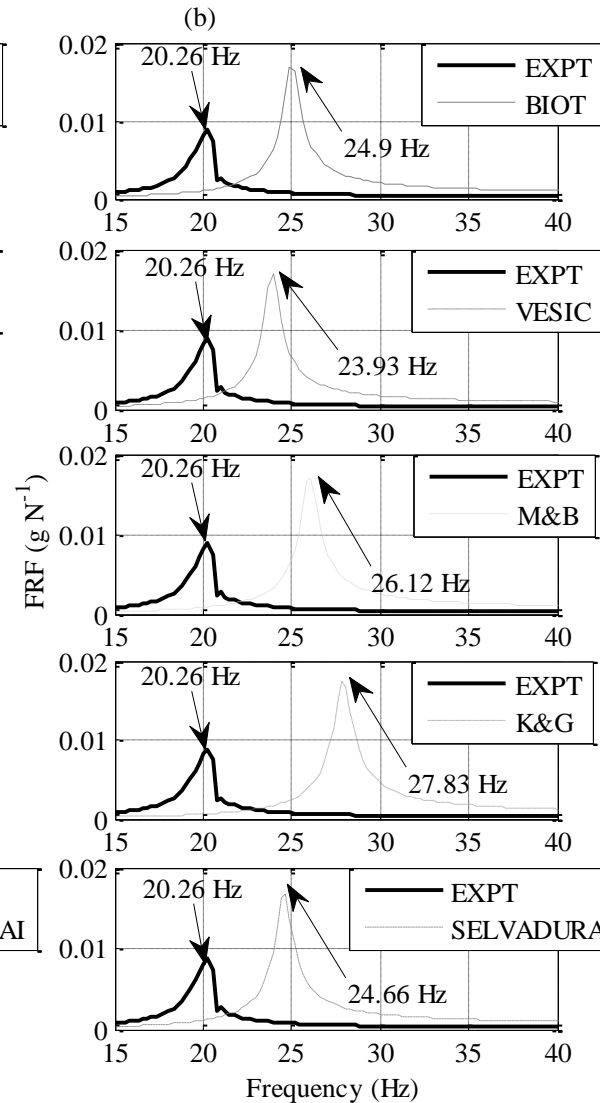 (b)
0.02
20.26 Hz
EXPT
BIOT
0.01
24.9 Hz
0
15 20 25 30 35 40
0.02
20.26 Hz
EXPT
VESIC
0.01
23.93 Hz
0
15 20 25 30 35 40
0.02
20.26 Hz
EXPT
M&B
0.01
26.12 Hz
0
15 20 25 30 35 40
FRF (g N⁻¹)
0.02
20.26 Hz
EXPT
K&G
0.01
27.83 Hz
0
15 20 25 30 35 40
0.02
20.26 Hz
EXPT
AI
SELVADURA
0.01
24.66 Hz
0
15 20 25 30 35 40
Frequency (Hz)